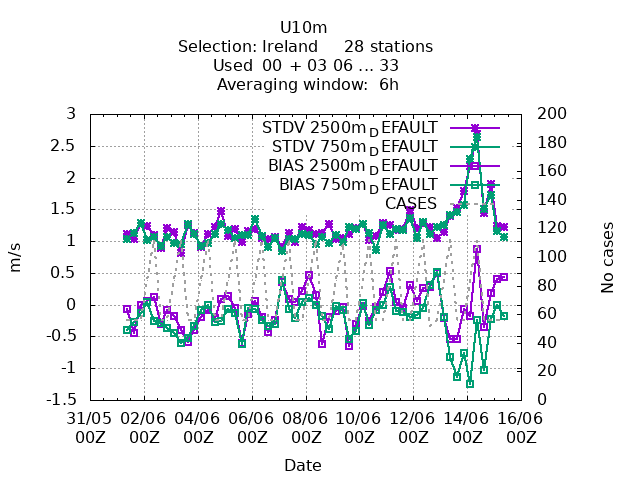 U10m
Selection: Ireland 28 stations
Used 00 + 03 06 ... 33
Averaging window: 6h
3
2.5
2
1.5
1
0.5
0
-0.5
-1
-1.5
m/s
STDV 2500m_DEFAULT
STDV 750m_DEFAULT
BIAS 2500m_DEFAULT
BIAS 750m_DEFAULT
CASES
200
180
160
140
120
100
80
60
40
20
0
No cases
31/05 02/06 04/06 06/06 08/06 10/06 12/06 14/06 16/06
00Z 00Z 00Z 00Z 00Z 00Z 00Z 00Z 00Z
Date